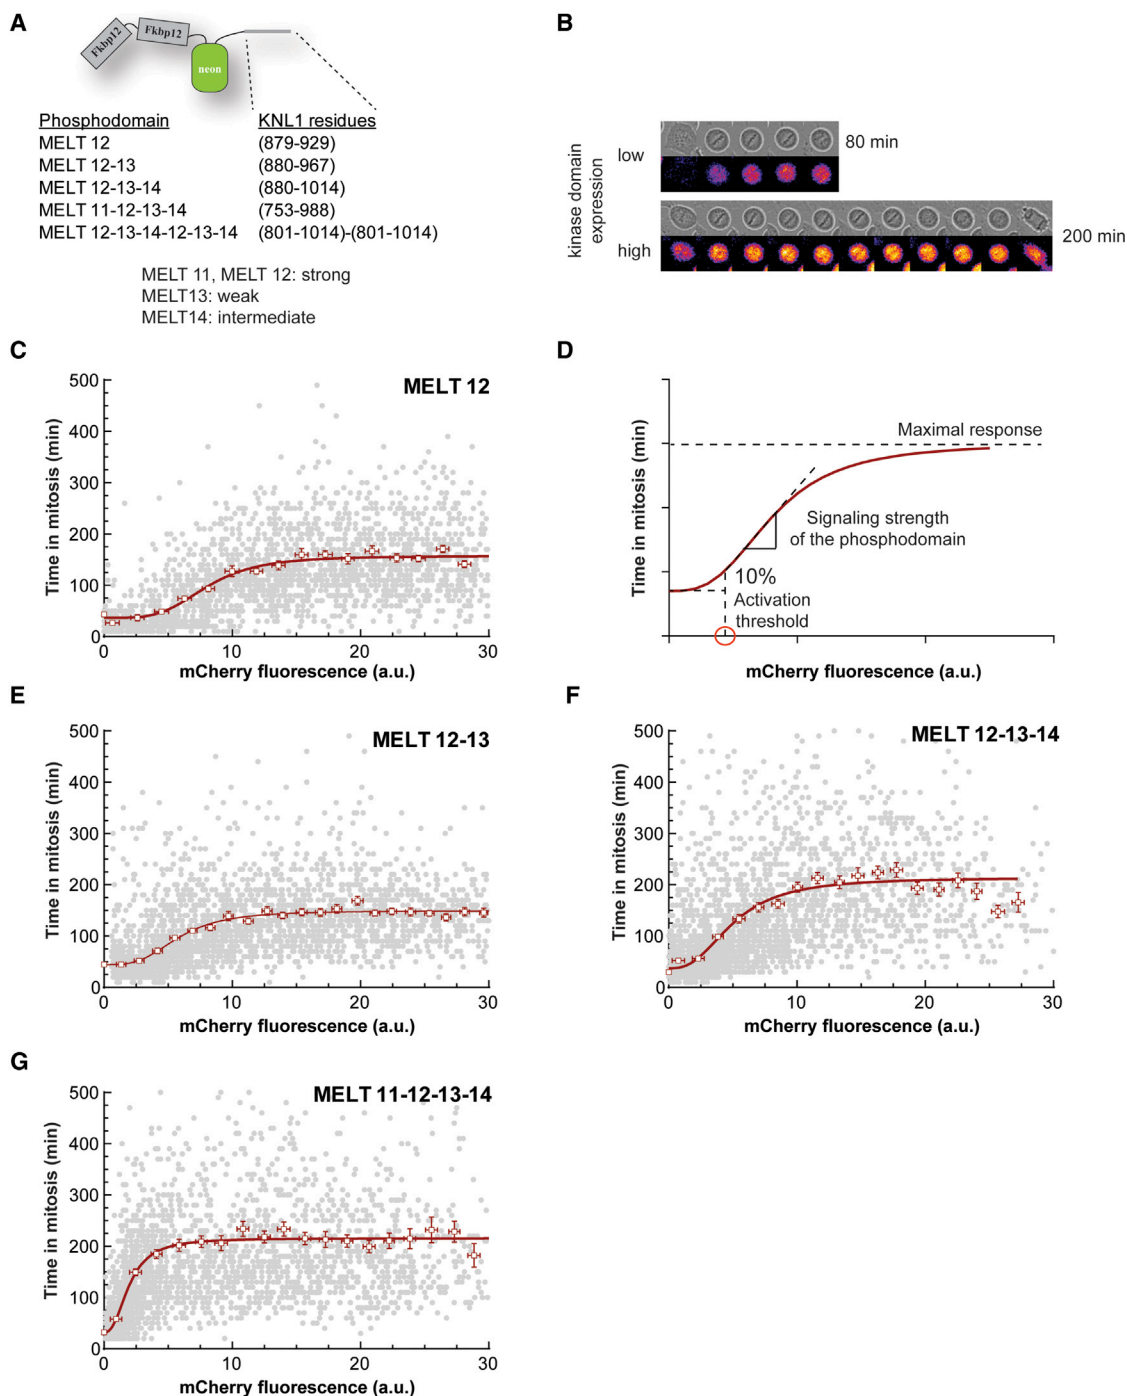 A
Fkbp12
Fkbp12
neon
Phosphodomain KNL1 residues
MELT 12 (879-929)
MELT 12-13 (880-967)
MELT 12-13-14 (880-1014)
MELT 11-12-13-14 (753-988)
MELT 12-13-14-12-13-14 (801-1014)-(801-1014)
MELT 11, MELT 12: strong
MELT13: weak
MELT14: intermediate
B
kinase domain
expression
low
80 min
high
200 min
C
MELT 12
Time in mitosis (min)
500
400
300
200
100
0
0 10 20 30
mCherry fluorescence (a.u.)
D
Time in mitosis (min)
Maximal response
Signaling strength
of the phosphodomain
10%
Activation
threshold
mCherry fluorescence (a.u.)
E
MELT 12-13
Time in mitosis (min)
500
400
300
200
100
0
0 10 20 30
mCherry fluorescence (a.u.)
F
MELT 12-13-14
Time in mitosis (min)
500
400
300
200
100
0
0 10 20 30
mCherry fluorescence (a.u.)
G
MELT 11-12-13-14
Time in mitosis (min)
500
400
300
200
100
0
0 10 20 30
mCherry fluorescence (a.u.)